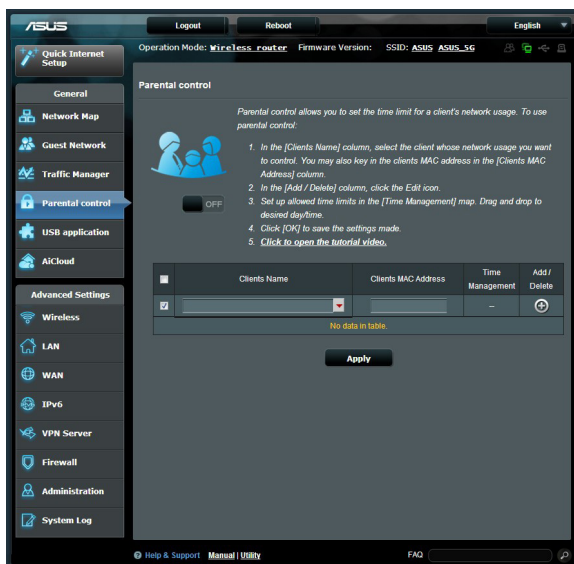 ASUS
Logout
Reboot
English
Quick Internet
Setup
Operation Mode: Wireless router Firmware Version: SSID: ASUS ASUS_5G
General
Network Map
Guest Network
Traffic Manager
Parental control
USB application
AiCloud
Advanced Settings
Wireless
LAN
WAN
IPv6
VPN Server
Firewall
Administration
System Log
Parental control
Parental control allows you to set the time limit for a client's network usage. To use
parental control:
1. In the [Clients Name] column, select the client whose network usage you want
to control. You may also key in the clients MAC address in the [Clients MAC
Address] column.
2. In the [Add / Delete] column, click the Edit icon.
3. Set up allowed time limits in the [Time Management] map. Drag and drop to
desired day/time.
4. Click [OK] to save the settings made.
5. Click to open the tutorial video.
OFF
Clients Name
Clients MAC Address
Time
Management
Add /
Delete
--
No data in table.
Apply
Help & Support Manual | Utility
FAQ